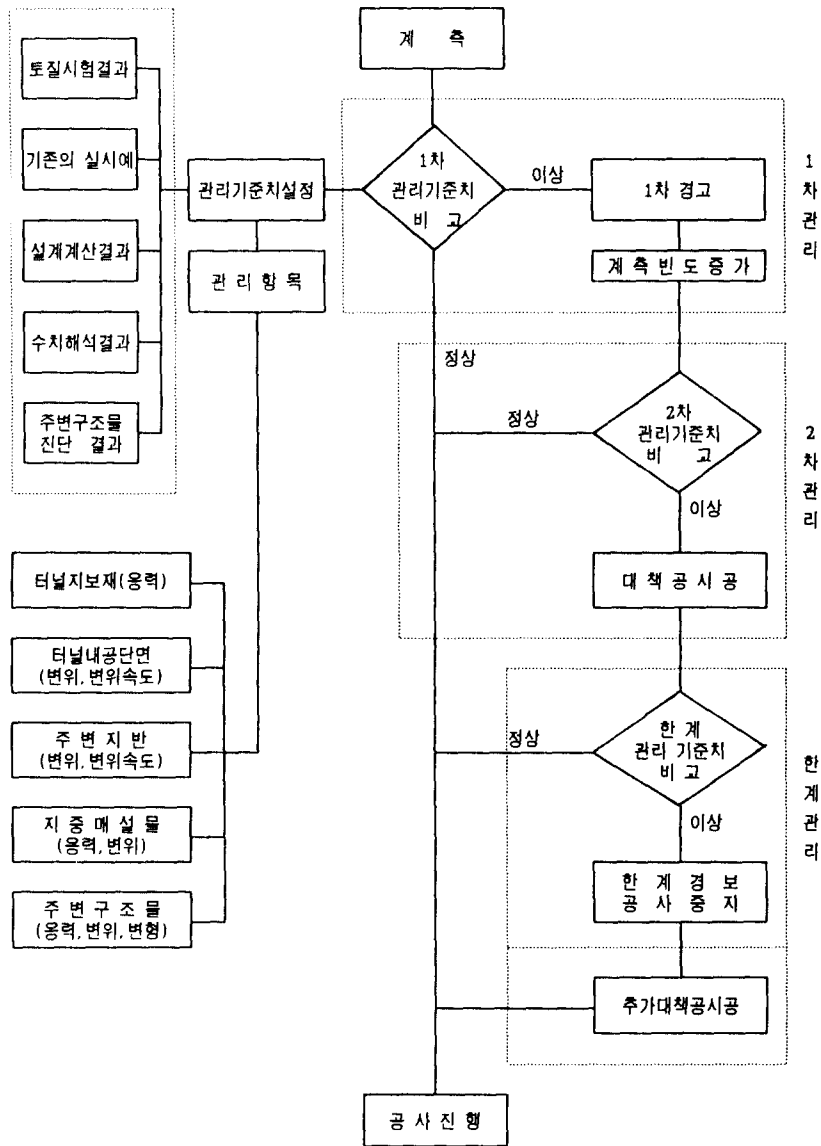 계 측
토질시험결과
기존의 실시예
설계계산결과
수치해석결과
주변구조물
진단 결과
관리기준치설정
관 리 항 목
1차
관리기준치
비 고
이상
1차 경고
계 측 빈 도 증 가
1
차
관
리
정상
정상
2차
관리기준치
비 고
이상
대 책 공 시 공
2
차
관
리
터널지보재(응력)
터널내공단면
(변위,변위속도)
주 변 지 반
(변위,변위속도)
지 중 매 설 물
(응력,변위)
주 변 구 조 물
(응력,변위,변형)
정상
한 계
관리 기준치
비 고
이상
한 계 경 보
공 사 중 지
한
계
관
리
추가대책공시공
공 사 진 행